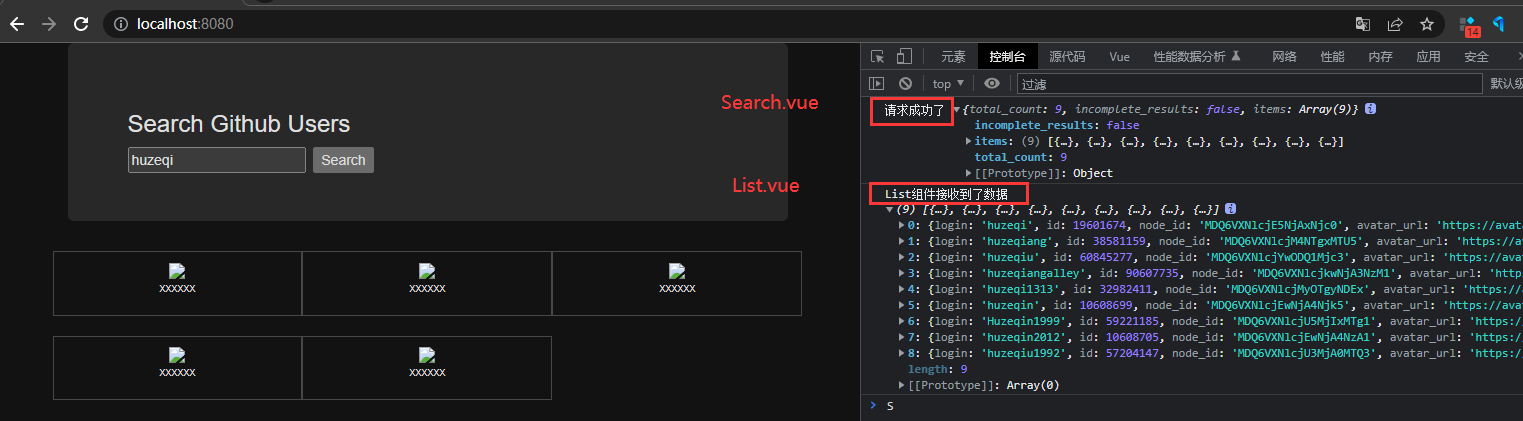 localhost:8080
14
Search.vue
Search Github Users
huzeqi
Search
List.vue
xxxxxx
xxxxxx
xxxxxx
xxxxxx
xxxxxx
元素
控制台
源代码
Vue
性能数据分析
网络
性能
内存
应用
安全
top
过滤
默认级
请求成功了 {total_count: 9, incomplete_results: false, items: Array(9)}
incomplete_results: false
items: (9) [{…}, {…}, {…}, {…}, {…}, {…}, {…}, {…}, {…}]
total_count: 9
[[Prototype]]: Object
List组件接收到了数据
(9) [{…}, {…}, {…}, {…}, {…}, {…}, {…}, {…}, {…}]
0: {login: 'huzeqi', id: 19601674, node_id: 'MDQ6VXNlcjE5NjAxNjc0', avatar_url: 'https://avata
1: {login: 'huzeqiang', id: 38581159, node_id: 'MDQ6VXNlcjM4NTgxMTU5', avatar_url: 'https://av
2: {login: 'huzeqiu', id: 60845277, node_id: 'MDQ6VXNlcjYwODQ1Mjc3', avatar_url: 'https://avat
3: {login: 'huzeqiangalley', id: 90607735, node_id: 'MDQ6VXNlcjkwNjA3NzM1', avatar_url: 'http
4: {login: 'huzeqi1313', id: 32982411, node_id: 'MDQ6VXNlcjMyOTgyNDEx', avatar_url: 'https://a
5: {login: 'huzeqin', id: 10608699, node_id: 'MDQ6VXNlcjEwNjA4Njk5', avatar_url: 'https://avat
6: {login: 'Huzeqin1999', id: 59221185, node_id: 'MDQ6VXNlcjU5MjIxMTg1', avatar_url: 'https:/
7: {login: 'huzeqin2012', id: 10608705, node_id: 'MDQ6VXNlcjEwNjA4NzA1', avatar_url: 'https:/
8: {login: 'huzeqiu1992', id: 57204147, node_id: 'MDQ6VXNlcjU3MjA0MTQ3', avatar_url: 'https:/
length: 9
[[Prototype]]: Array(0)
S